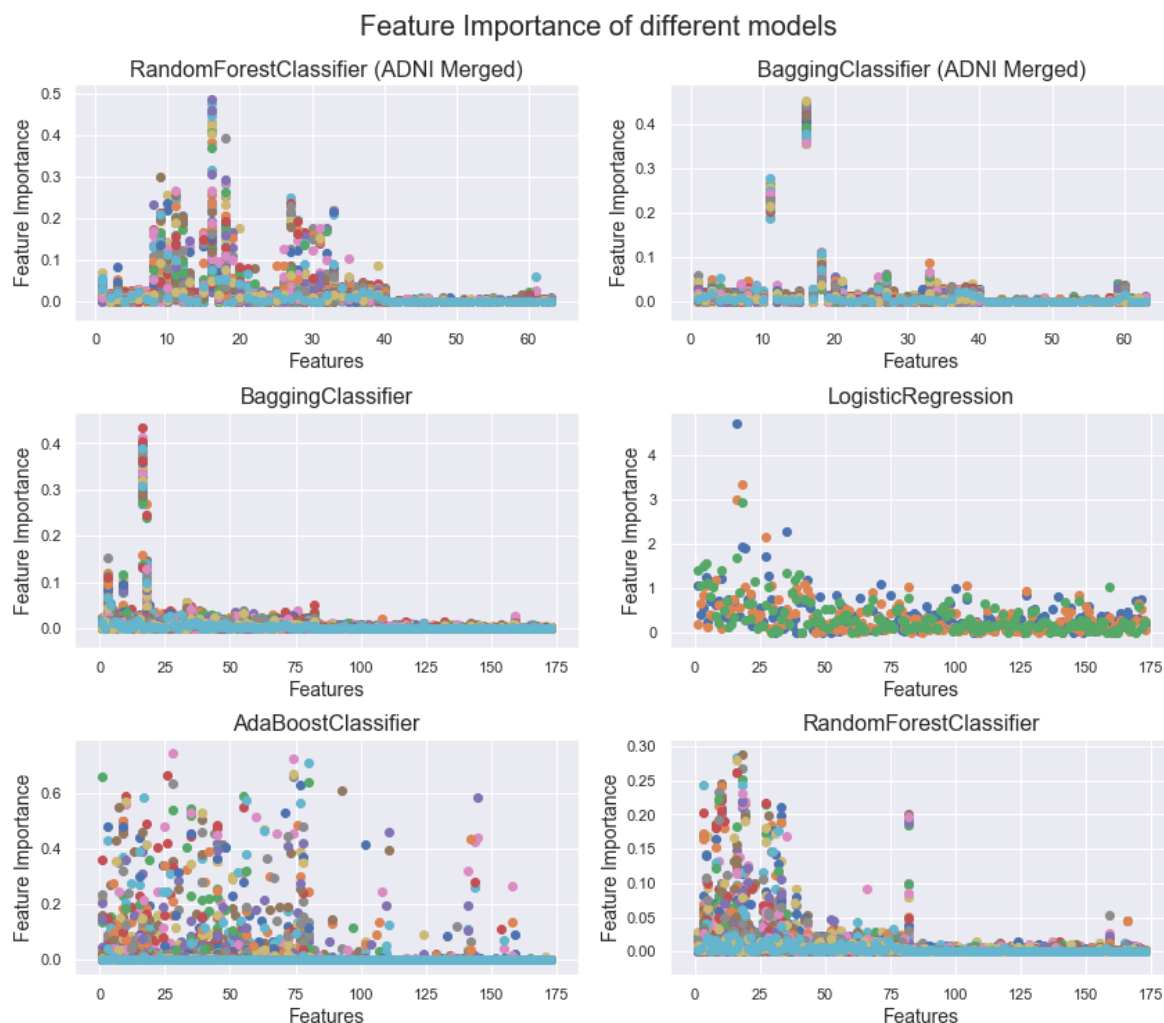 Feature Importance of different models
RandomForestClassifier (ADNI Merged)
0.5
0.4
0.3
0.2
0.1
0.0
Feature Importance
0 10 20 30 40 50 60
Features
BaggingClassifier (ADNI Merged)
0.4
0.3
0.2
0.1
0.0
Feature Importance
0 10 20 30 40 50 60
Features
BaggingClassifier
0.4
0.3
0.2
0.1
0.0
Feature Importance
0 25 50 75 100 125 150 175
Features
LogisticRegression
4
3
2
1
0
Feature Importance
0 25 50 75 100 125 150 175
Features
AdaBoostClassifier
0.6
0.4
0.2
0.0
Feature Importance
0 25 50 75 100 125 150 175
Features
RandomForestClassifier
0.30
0.25
0.20
0.15
0.10
0.05
0.00
Feature Importance
0 25 50 75 100 125 150 175
Features